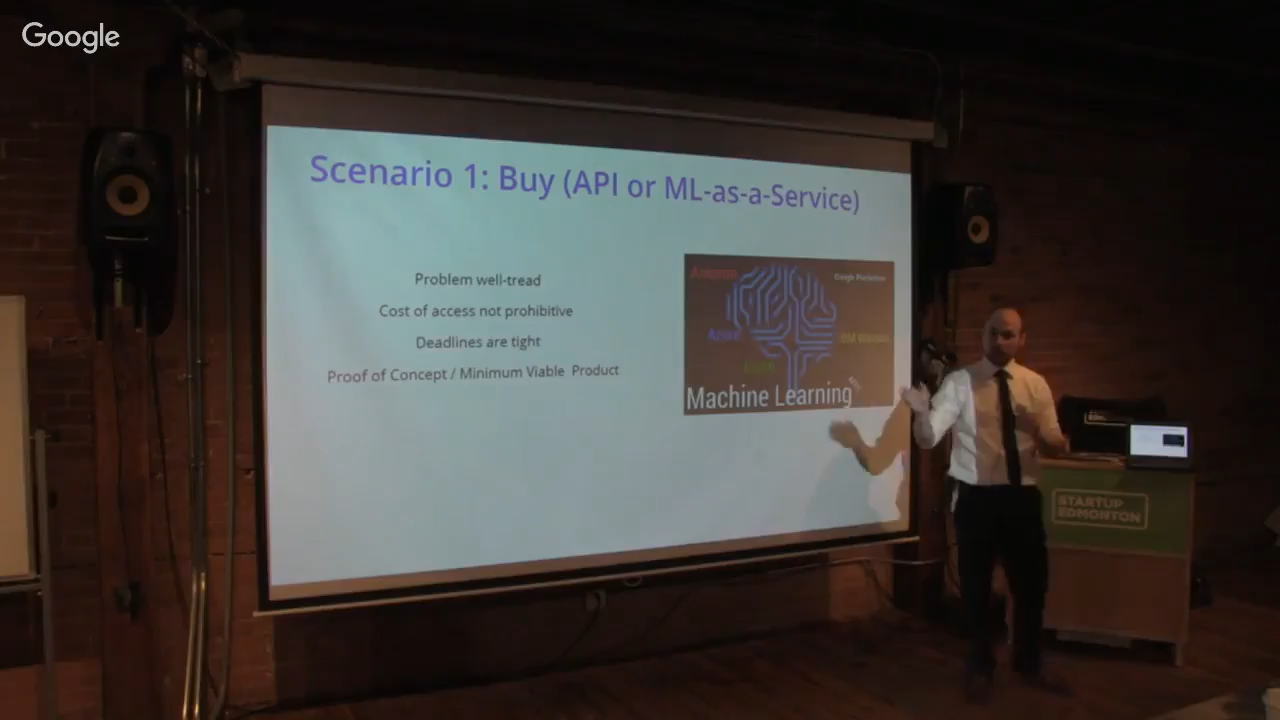 Google
Scenario 1: Buy (API or ML-as-a-Service)
Problem well-tread
Cost of access not prohibitive
Deadlines are tight
Proof of Concept / Minimum Viable Product
Amazon
Google Prediction
Azure
IBM Watson
Machine Learning
STARTUP
EDMONTON